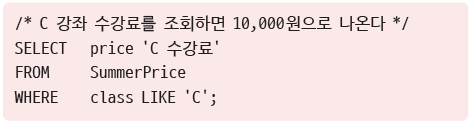 /* C 강좌 수강료를 조회하면 10,000원으로 나온다 */
SELECT price 'C 수강료'
FROM SummerPrice
WHERE class LIKE 'C';